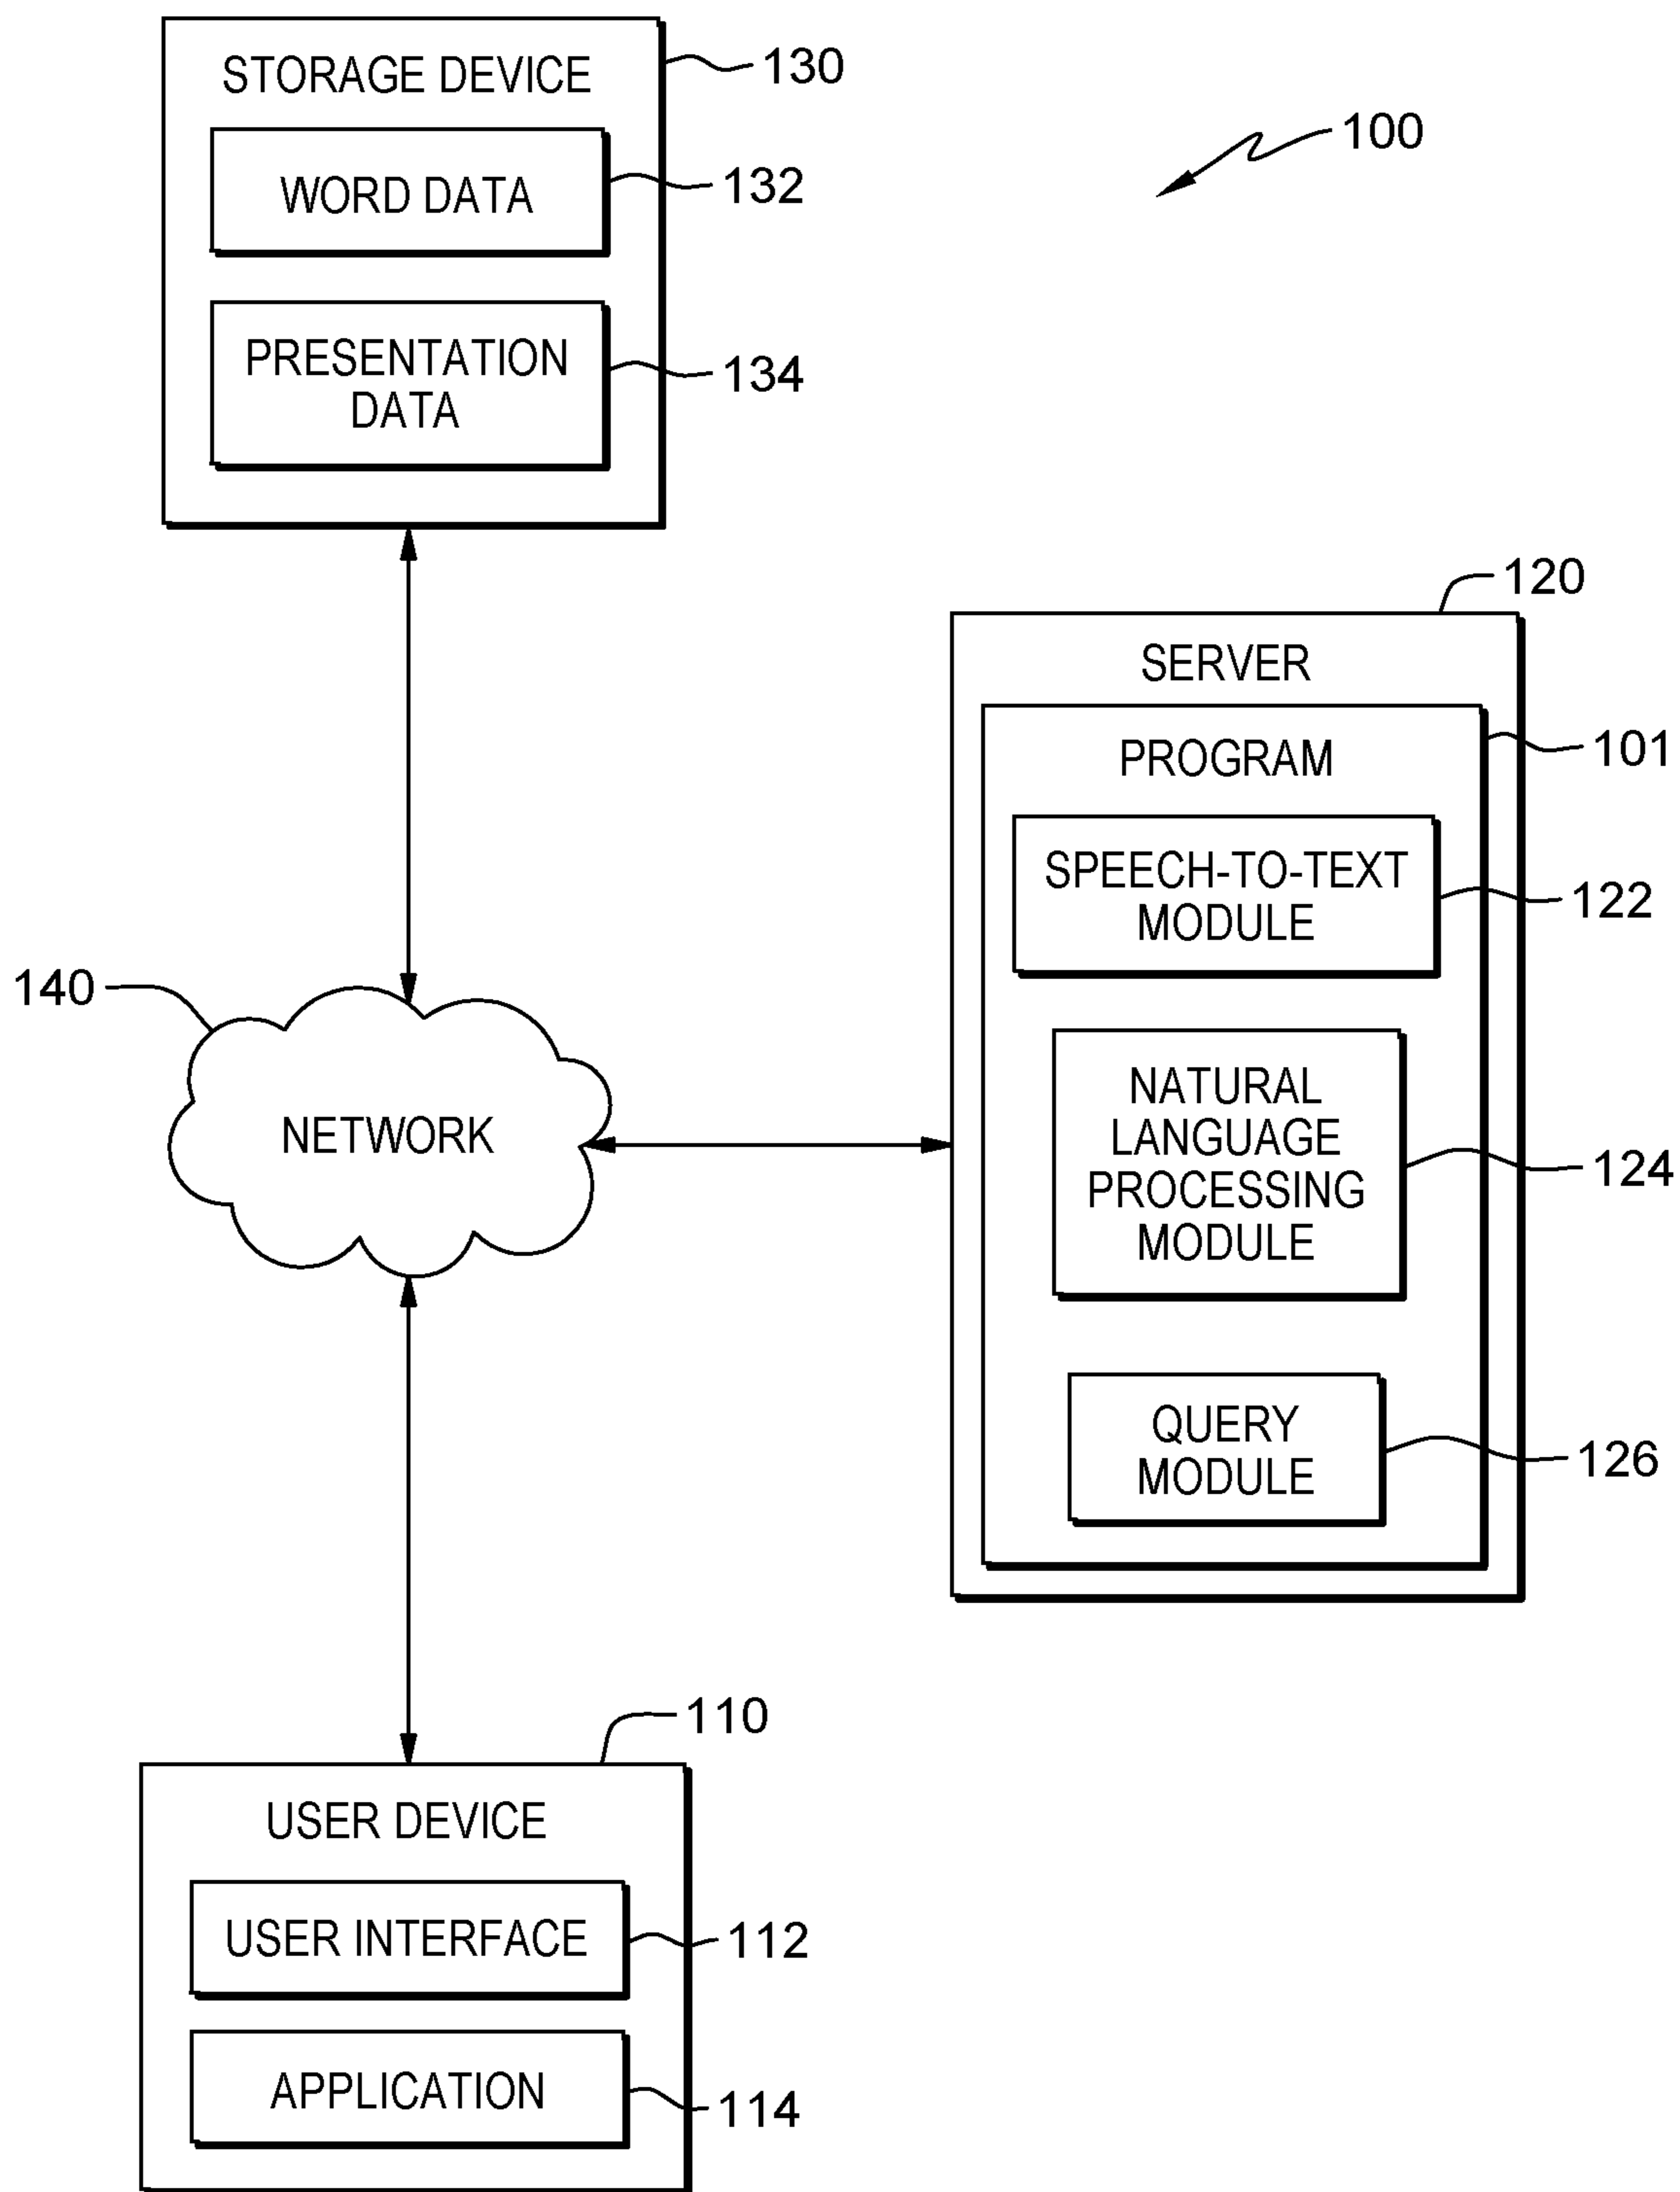 STORAGE DEVICE
130
WORD DATA
132
PRESENTATION
DATA
134
100
120
SERVER
PROGRAM
101
SPEECH-TO-TEXT
MODULE
122
140
NETWORK
NATURAL
LANGUAGE
PROCESSING
MODULE
124
QUERY
MODULE
126
110
USER DEVICE
USER INTERFACE
112
APPLICATION
114